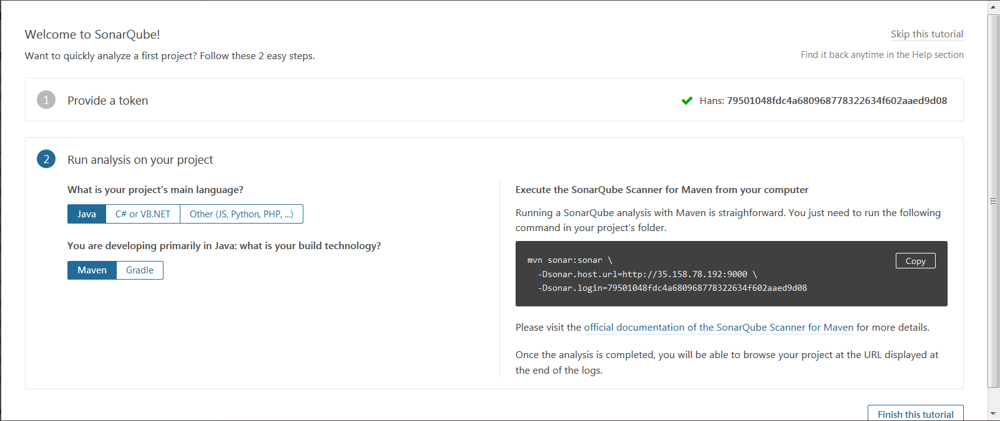 Welcome to SonarQube!
Skip this tutorial
Want to quickly analyze a first project? Follow these 2 easy steps.
Find it back anytime in the Help section
1 Provide a token
Hans: 79501048fdc4a680968778322634f602aaed9d08
2 Run analysis on your project
What is your project's main language?
Java C# or VB.NET Other (JS, Python, PHP, ...)
You are developing primarily in Java: what is your build technology?
Maven Gradle
Execute the SonarQube Scanner for Maven from your computer
Running a SonarQube analysis with Maven is straighforward. You just need to run the following
command in your project's folder.
mvn sonar:sonar \
Copy
-Dsonar.host.url=http://35.158.78.192:9000 \
-Dsonar.login=79501048fdc4a680968778322634f602aaed9d08
Please visit the official documentation of the SonarQube Scanner for Maven for more details.
Once the analysis is completed, you will be able to browse your project at the URL displayed at
the end of the logs.
Finish this tutorial